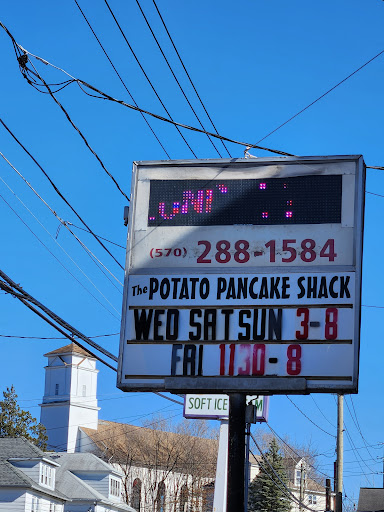 (570) 288-1584
The POTATO PANCAKE SHACK
WED SAT SUN 3-8
FRI 1130-8
SOFT ICE